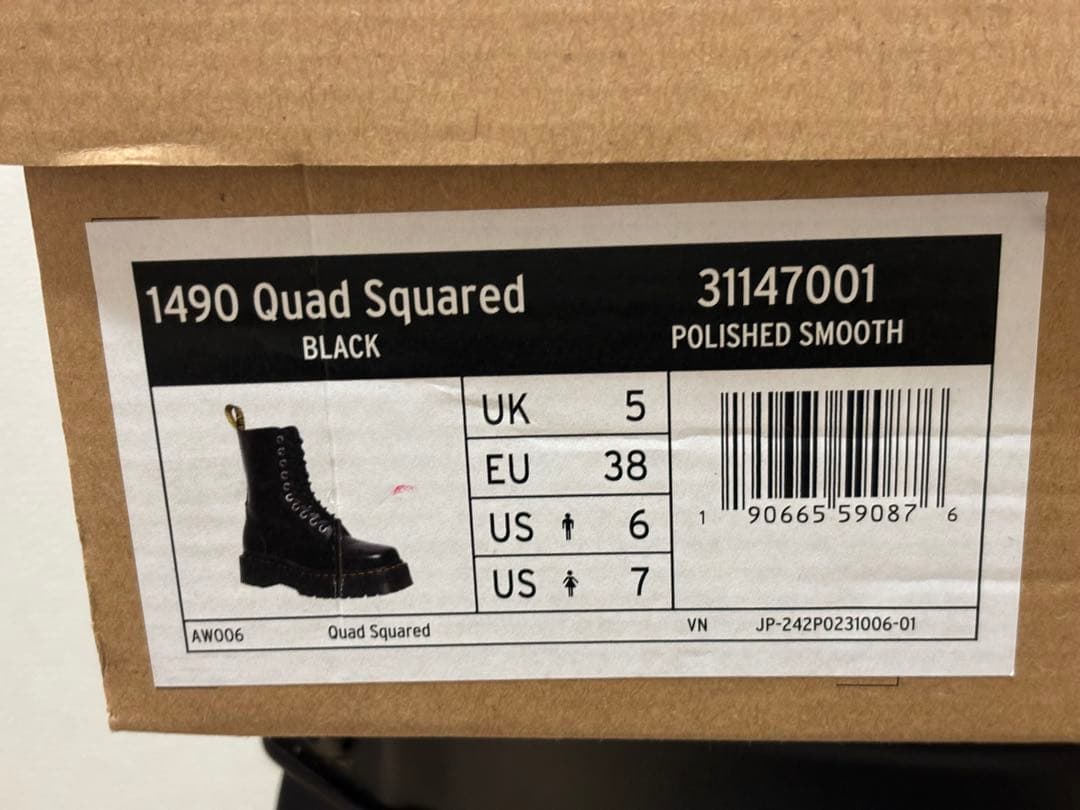 1490 Quad Squared
BLACK
31147001
POLISHED SMOOTH
UK 5
EU 38
US 6
US 7
1 90665 59087 6
AW006
Quad Squared
VN
JP-242P0231006-01